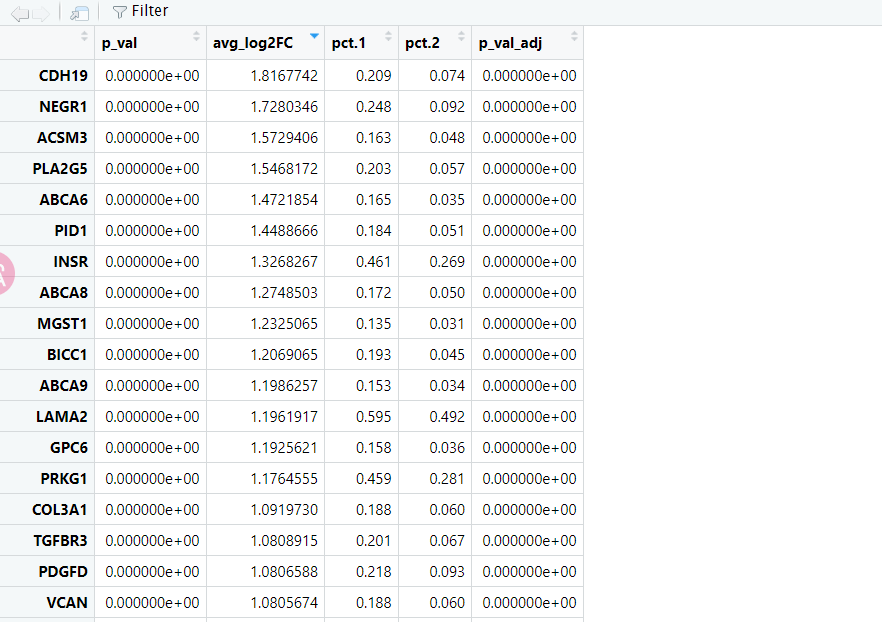 Filter
p_val avg_log2FC pct.1 pct.2 p_val_adj
CDH19 0.000000e+00 1.8167742 0.209 0.074 0.000000e+00
NEGR1 0.000000e+00 1.7280346 0.248 0.092 0.000000e+00
ACSM3 0.000000e+00 1.5729406 0.163 0.048 0.000000e+00
PLA2G5 0.000000e+00 1.5468172 0.203 0.057 0.000000e+00
ABCA6 0.000000e+00 1.4721854 0.165 0.035 0.000000e+00
PID1 0.000000e+00 1.4488666 0.184 0.051 0.000000e+00
INSR 0.000000e+00 1.3268267 0.461 0.269 0.000000e+00
ABCA8 0.000000e+00 1.2748503 0.172 0.050 0.000000e+00
MGST1 0.000000e+00 1.2325065 0.135 0.031 0.000000e+00
BICC1 0.000000e+00 1.2069065 0.193 0.045 0.000000e+00
ABCA9 0.000000e+00 1.1986257 0.153 0.034 0.000000e+00
LAMA2 0.000000e+00 1.1961917 0.595 0.492 0.000000e+00
GPC6 0.000000e+00 1.1925621 0.158 0.036 0.000000e+00
PRKG1 0.000000e+00 1.1764555 0.459 0.281 0.000000e+00
COL3A1 0.000000e+00 1.0919730 0.188 0.060 0.000000e+00
TGFBR3 0.000000e+00 1.0808915 0.201 0.067 0.000000e+00
PDGFD 0.000000e+00 1.0806588 0.218 0.093 0.000000e+00
VCAN 0.000000e+00 1.0805674 0.188 0.060 0.000000e+00